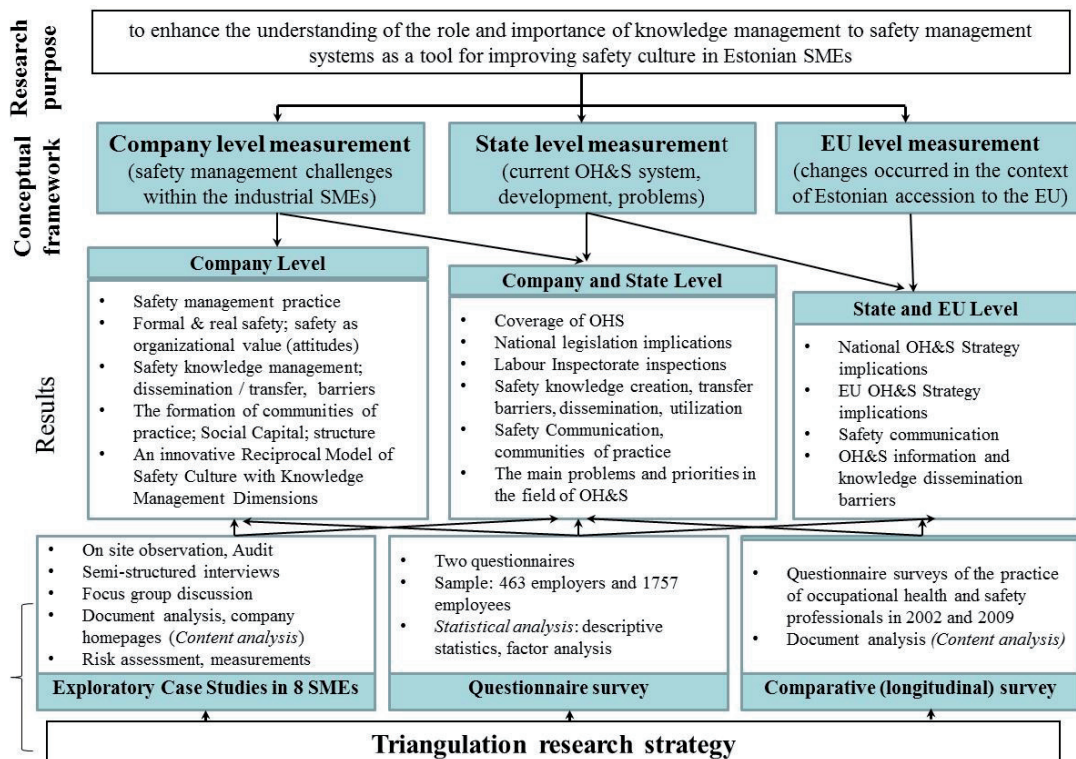 Research purpose
to enhance the understanding of the role and importance of knowledge management to safety management
systems as a tool for improving safety culture in Estonian SMEs
Conceptual framework
Company level measurement
(safety management challenges
within the industrial SMEs)
State level measurement
(current OH&S system,
development, problems)
EU level measurement
(changes occurred in the context
of Estonian accession to the EU)
Results
Company Level
• Safety management practice
• Formal & real safety; safety as
organizational value (attitudes)
• Safety knowledge management;
dissemination / transfer, barriers
• The formation of communities of
practice; Social Capital; structure
• An innovative Reciprocal Model of
Safety Culture with Knowledge
Management Dimensions
Company and State Level
• Coverage of OHS
• National legislation implications
• Labour Inspectorate inspections
• Safety knowledge creation, transfer
barriers, dissemination, utilization
• Safety Communication,
communities of practice
• The main problems and priorities in
the field of OH&S
State and EU Level
• National OH&S Strategy
implications
• EU OH&S Strategy
implications
• Safety communication
• OH&S information and
knowledge dissemination
barriers
• On site observation, Audit
• Semi-structured interviews
• Focus group discussion
• Document analysis, company
homepages (Content analysis)
• Risk assessment, measurements
Exploratory Case Studies in 8 SMEs
• Two questionnaires
• Sample: 463 employers and 1757
employees
• Statistical analysis: descriptive
statistics, factor analysis
Questionnaire survey
• Questionnaire surveys of the practice
of occupational health and safety
professionals in 2002 and 2009
• Document analysis (Content analysis)
Comparative (longitudinal) survey
Triangulation research strategy